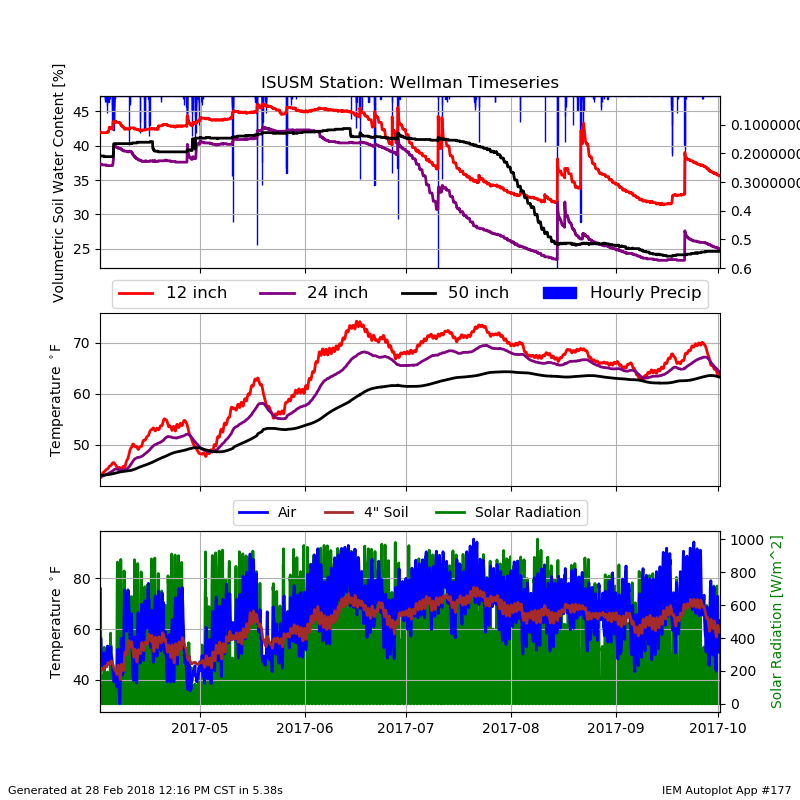 ISUSM Station: Wellman Timeseries
Volumetric Soil Water Content [%]
45
40
35
30
25
0.1000000
0.2000000
0.3000000
0.4
0.5
0.6
12 inch 24 inch 50 inch Hourly Precip
Temperature °F
70
60
50
Air 4" Soil Solar Radiation
Temperature °F
80
60
40
1000
800
600
400
200
0
Solar Radiation [W/m^2]
2017-05 2017-06 2017-07 2017-08 2017-09 2017-10
Generated at 28 Feb 2018 12:16 PM CST in 5.38s
IEM Autoplot App #177